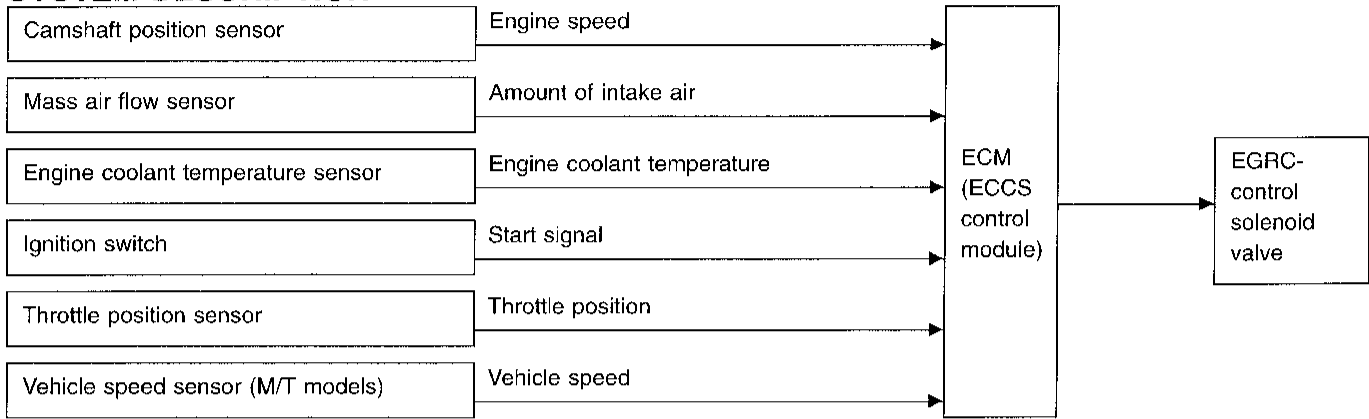 Camshaft position sensor
Engine speed
Mass air flow sensor
Amount of intake air
Engine coolant temperature sensor
Engine coolant temperature
Ignition switch
Start signal
Throttle position sensor
Throttle position
Vehicle speed sensor (M/T models)
Vehicle speed
ECM
(ECCS
control
module)
EGRC-
control
solenoid
valve